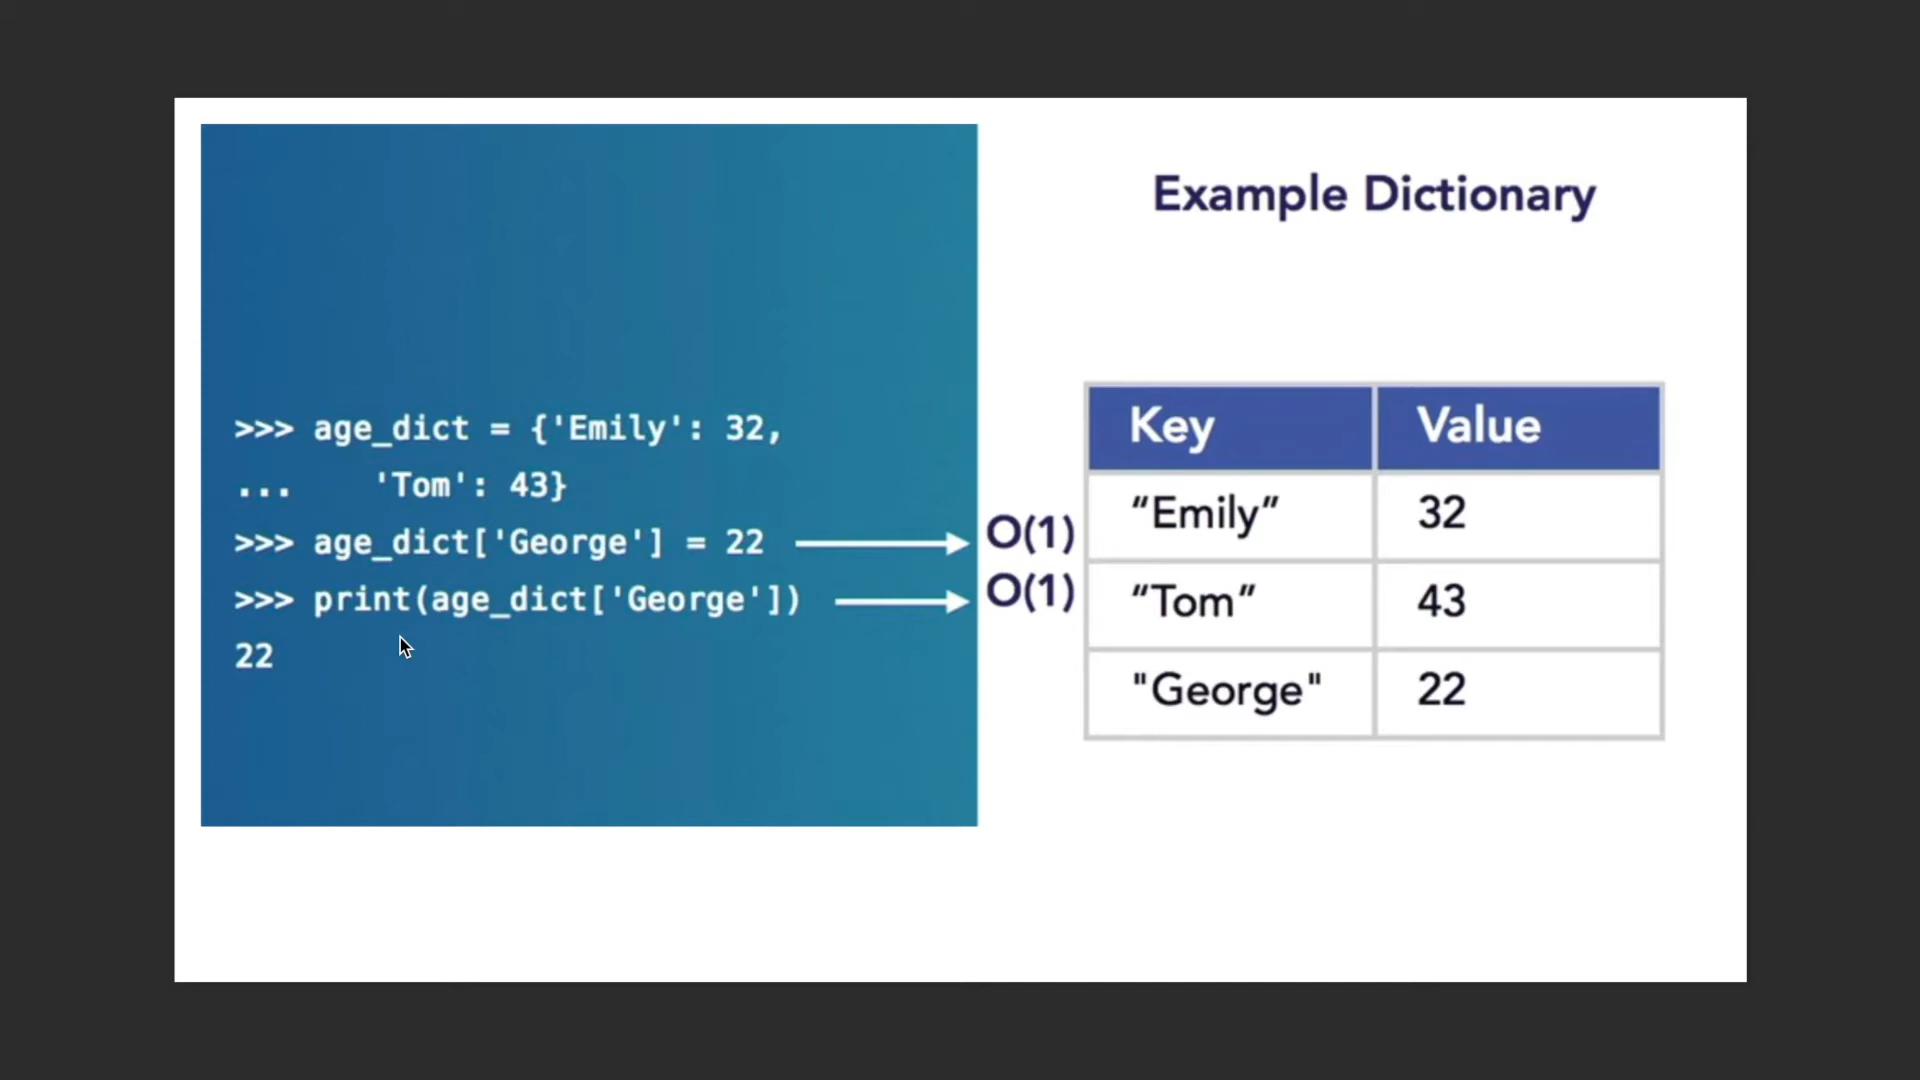 Example Dictionary
>>> age_dict = {'Emily': 32,
...    'Tom': 43}
>>> age_dict['George'] = 22
>>> print(age_dict['George'])
22
O(1)
O(1)
Key Value
“Emily” 32
“Tom” 43
"George" 22